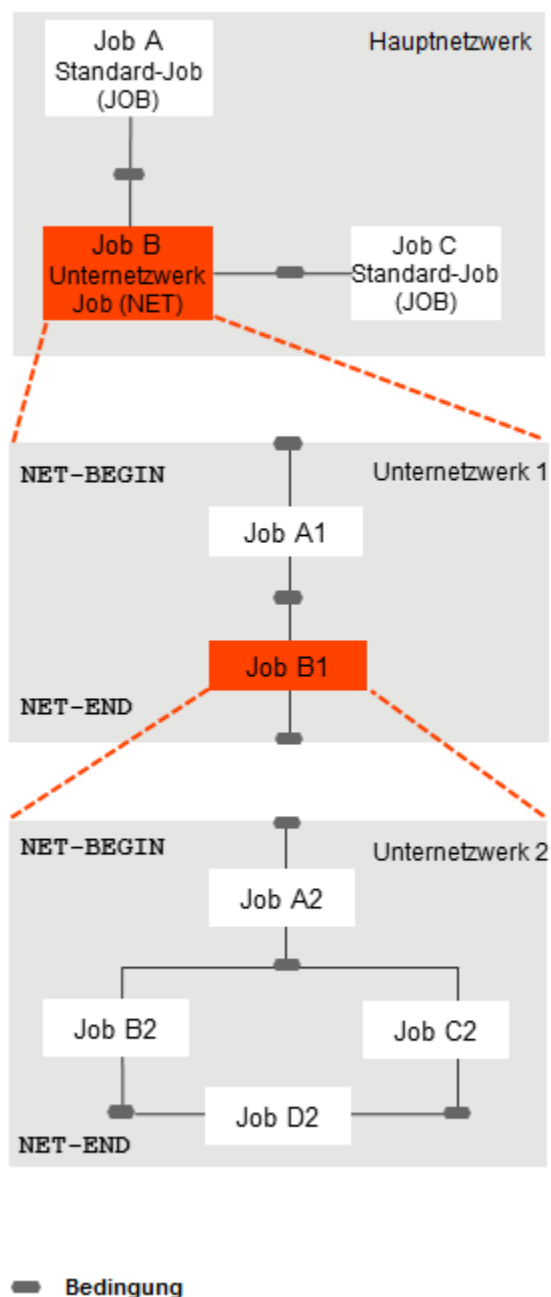 Hauptnetzwerk
Job A
Standard-Job
(JOB)
Job B
Unternetzwerk
Job (NET)
Job C
Standard-Job
(JOB)
NET-BEGIN
Unternetzwerk 1
Job A1
Job B1
NET-END
NET-BEGIN
Unternetzwerk 2
Job A2
Job B2
Job C2
Job D2
NET-END
Bedingung